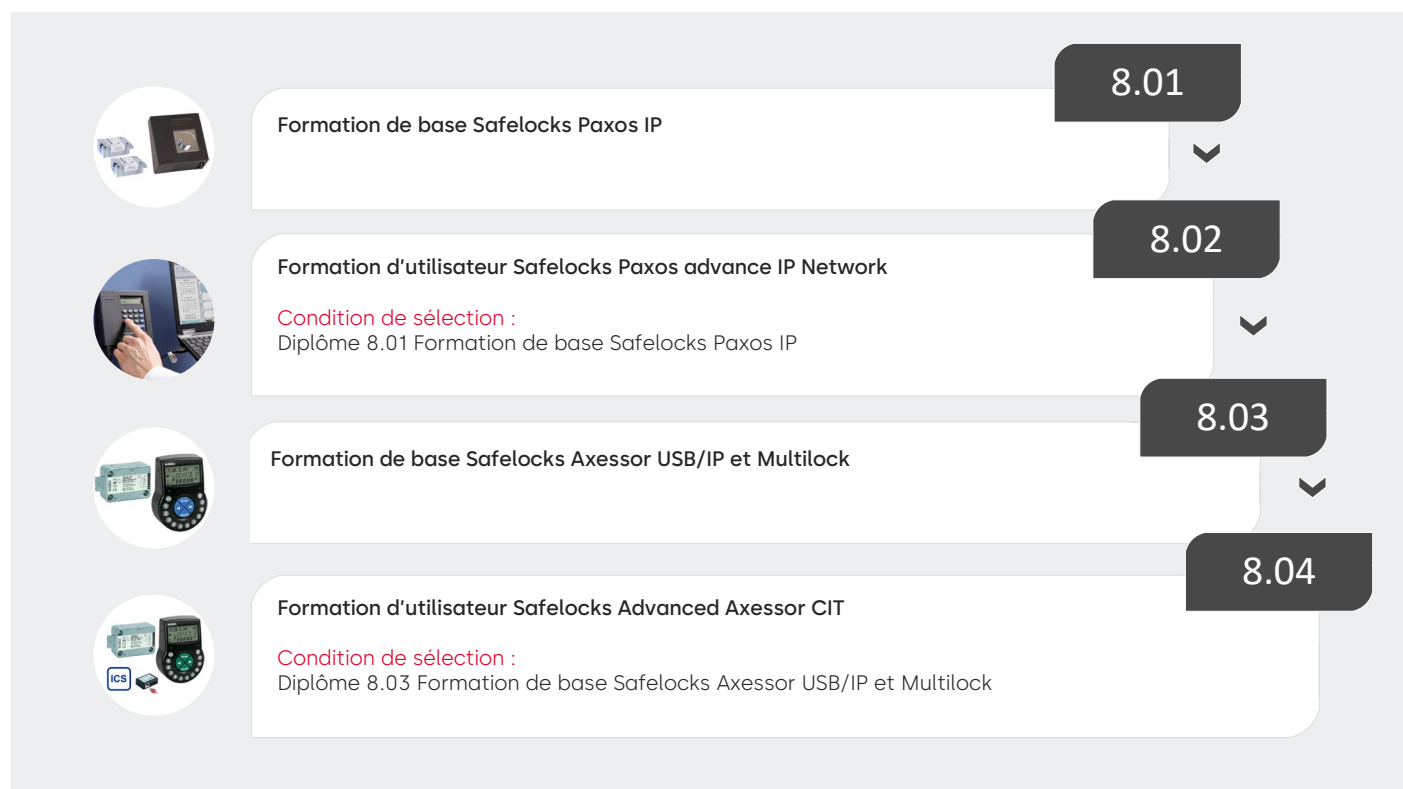 8.01
Formation de base Safelocks Paxos IP
8.02
Formation d'utilisateur Safelocks Paxos advance IP Network
Condition de sélection :
Diplôme 8.01 Formation de base Safelocks Paxos IP
8.03
Formation de base Safelocks Axessor USB/IP et Multilock
8.04
Formation d'utilisateur Safelocks Advanced Axessor CIT
Condition de sélection :
Diplôme 8.03 Formation de base Safelocks Axessor USB/IP et Multilock
ICS